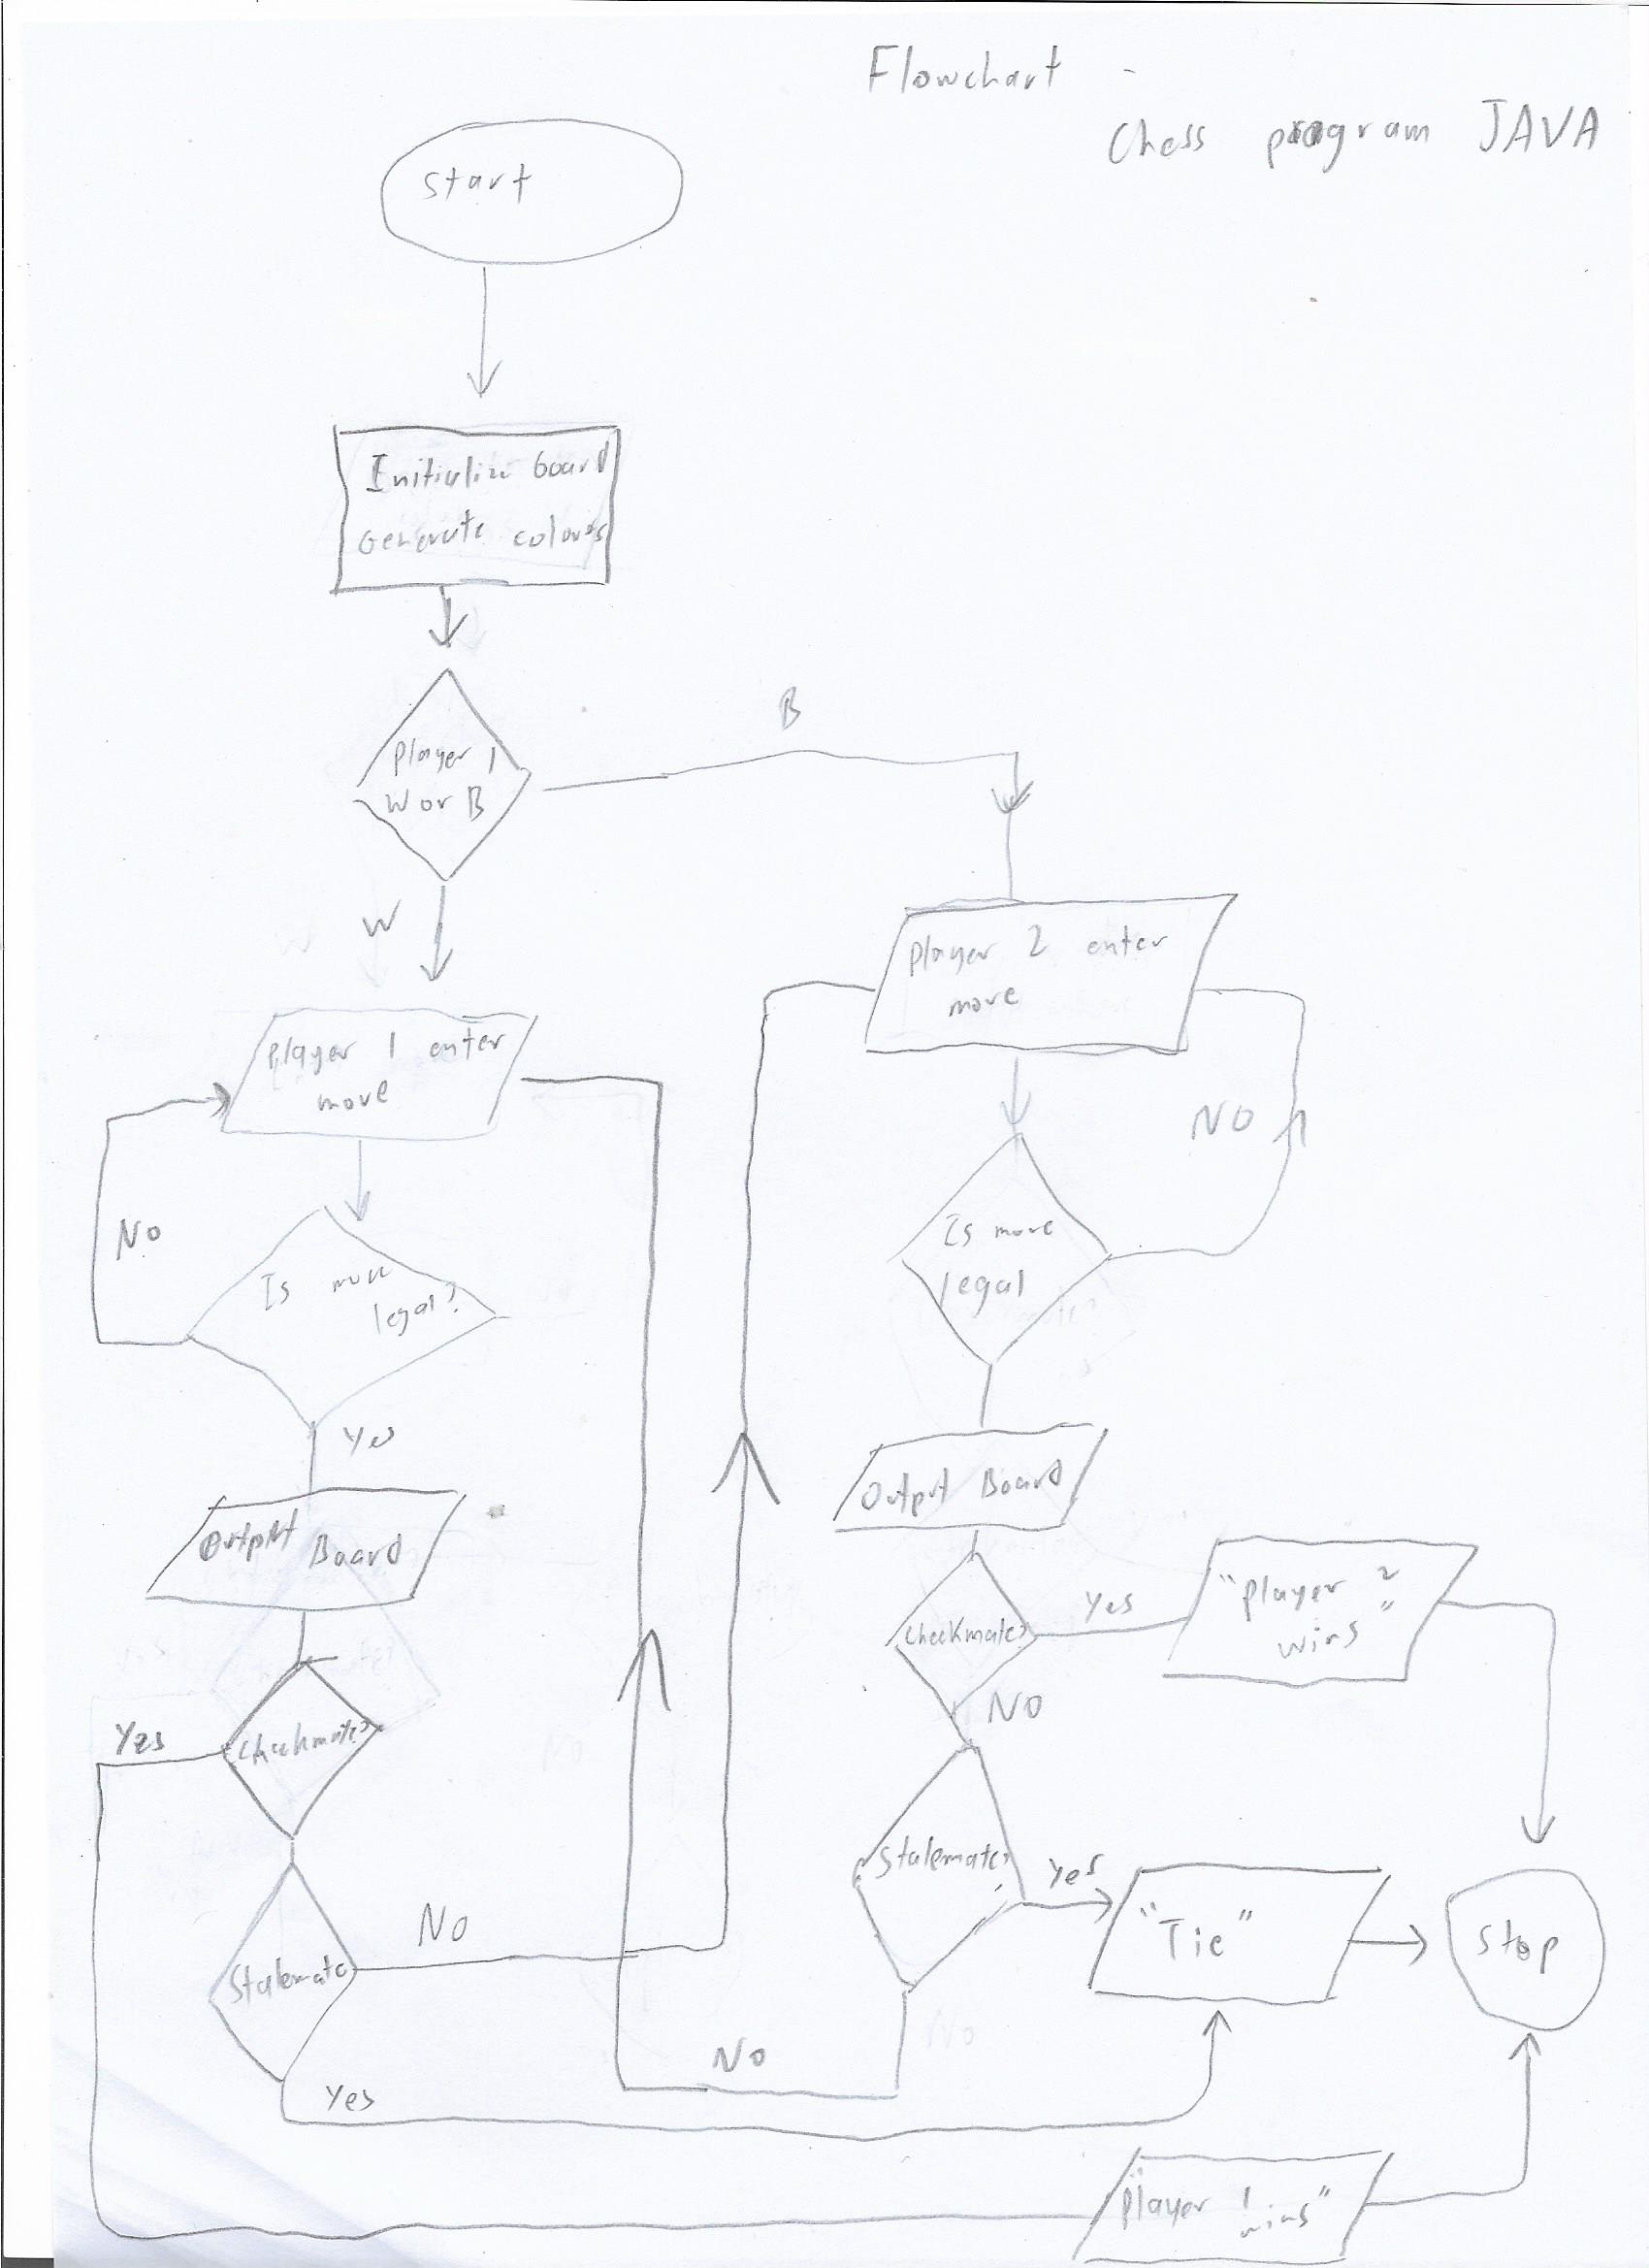 Flowchart -
Chess program JAVA
start
Initialize board
Generate colours
B
Player 1
W or B
W
Player 2 enter
move
Player 1 enter
move
NO
No
Is move
legal
Is move
legal?
Yes
Output Board
Output Board
"Player 2
wins"
Yes
Checkmate?
NO
Yes
Checkmate?
Stalemate?
Yes
No
"Tie"
Stop
Stalemate
No
Yes
"Player 1
wins"